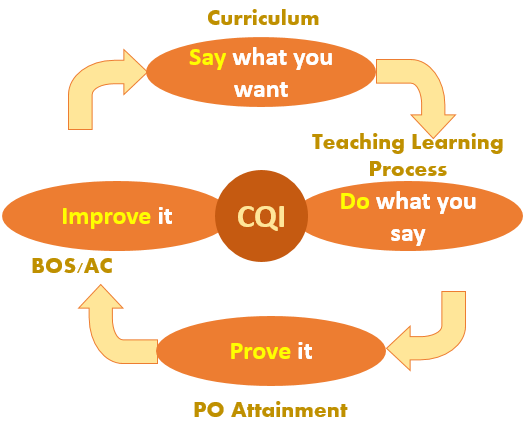 Curriculum
Say what you
want
Teaching Learning
Process
Improve it
CQI
Do what you
say
BOS/AC
Prove it
PO Attainment